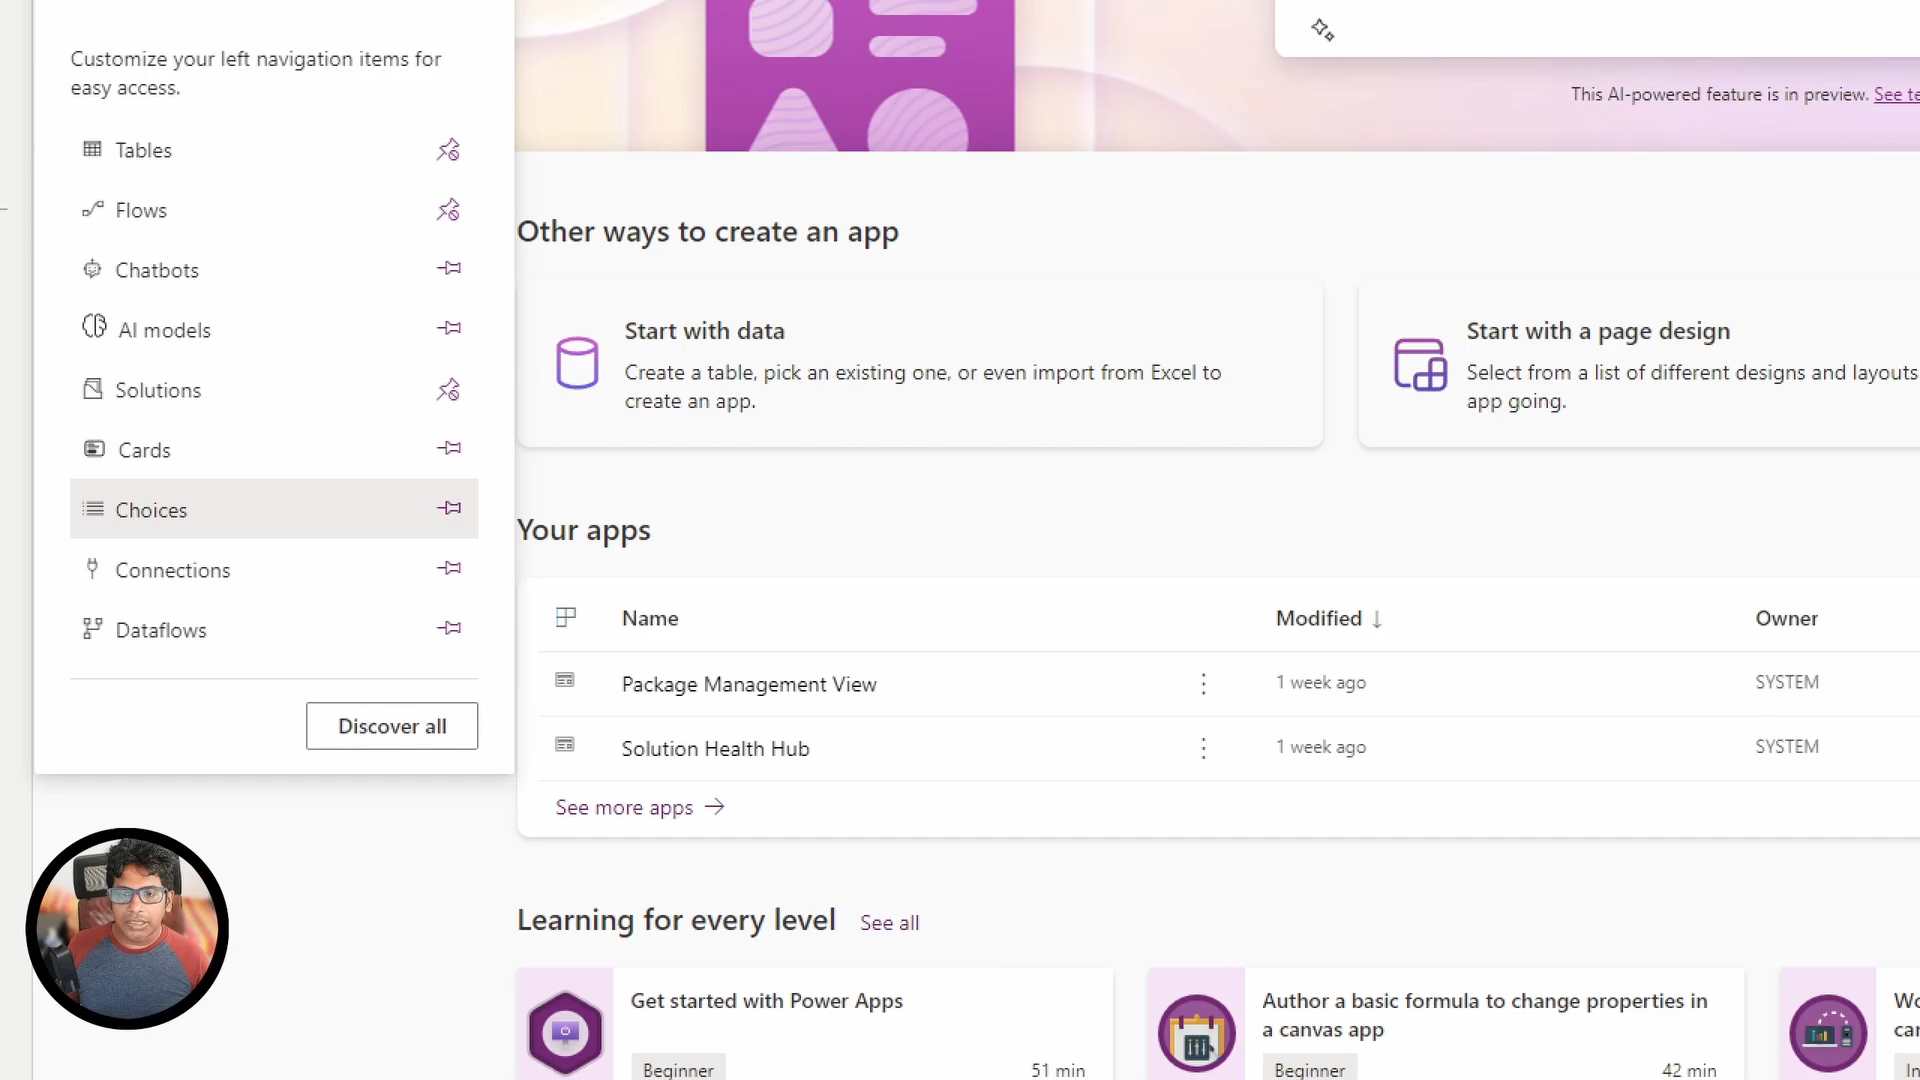 Customize your left navigation items for
easy access.
Tables
Flows
Chatbots
AI models
Solutions
Cards
Choices
Connections
Dataflows
Discover all
This AI-powered feature is in preview. See te
Other ways to create an app
Start with data
Create a table, pick an existing one, or even import from Excel to
create an app.
Start with a page design
Select from a list of different designs and layouts
app going.
Your apps
Name Modified ↓ Owner
Package Management View 1 week ago SYSTEM
Solution Health Hub 1 week ago SYSTEM
See more apps →
Learning for every level See all
Get started with Power Apps
Beginner 51 min
Author a basic formula to change properties in
a canvas app
Beginner 42 min
Wo
can
In